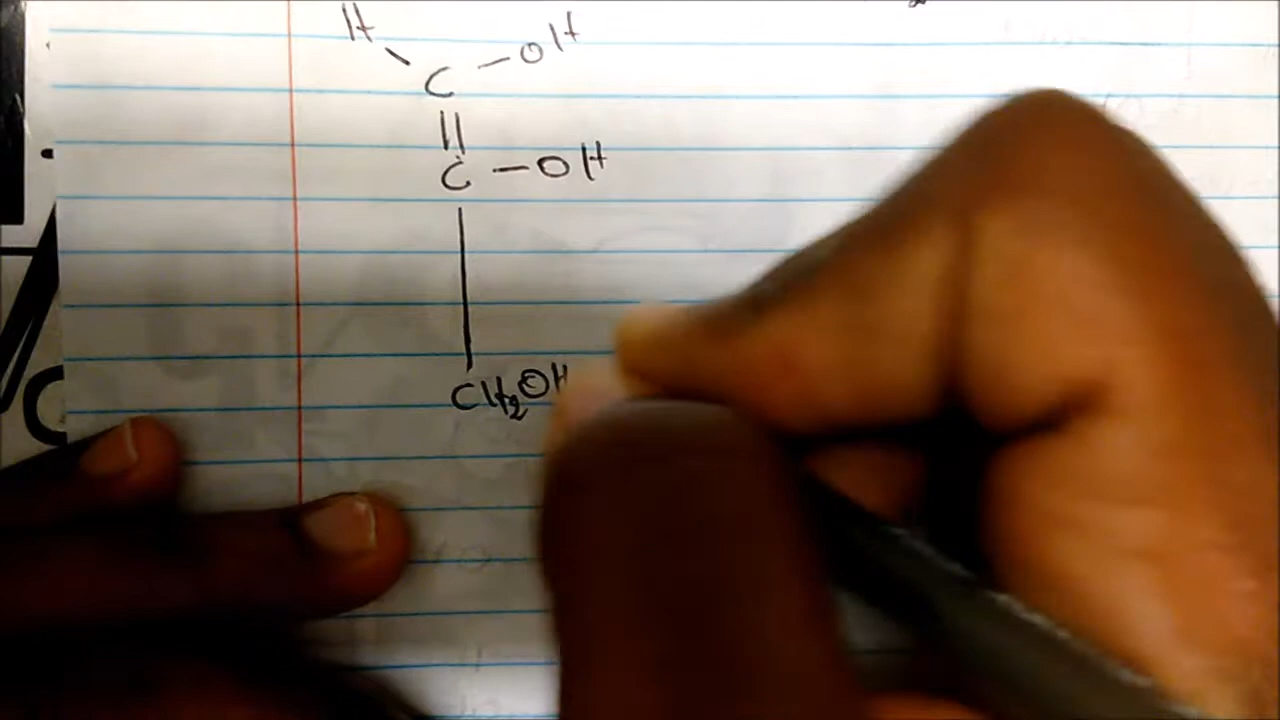 H
C - OH
||
C - OH
|
CH₂OH